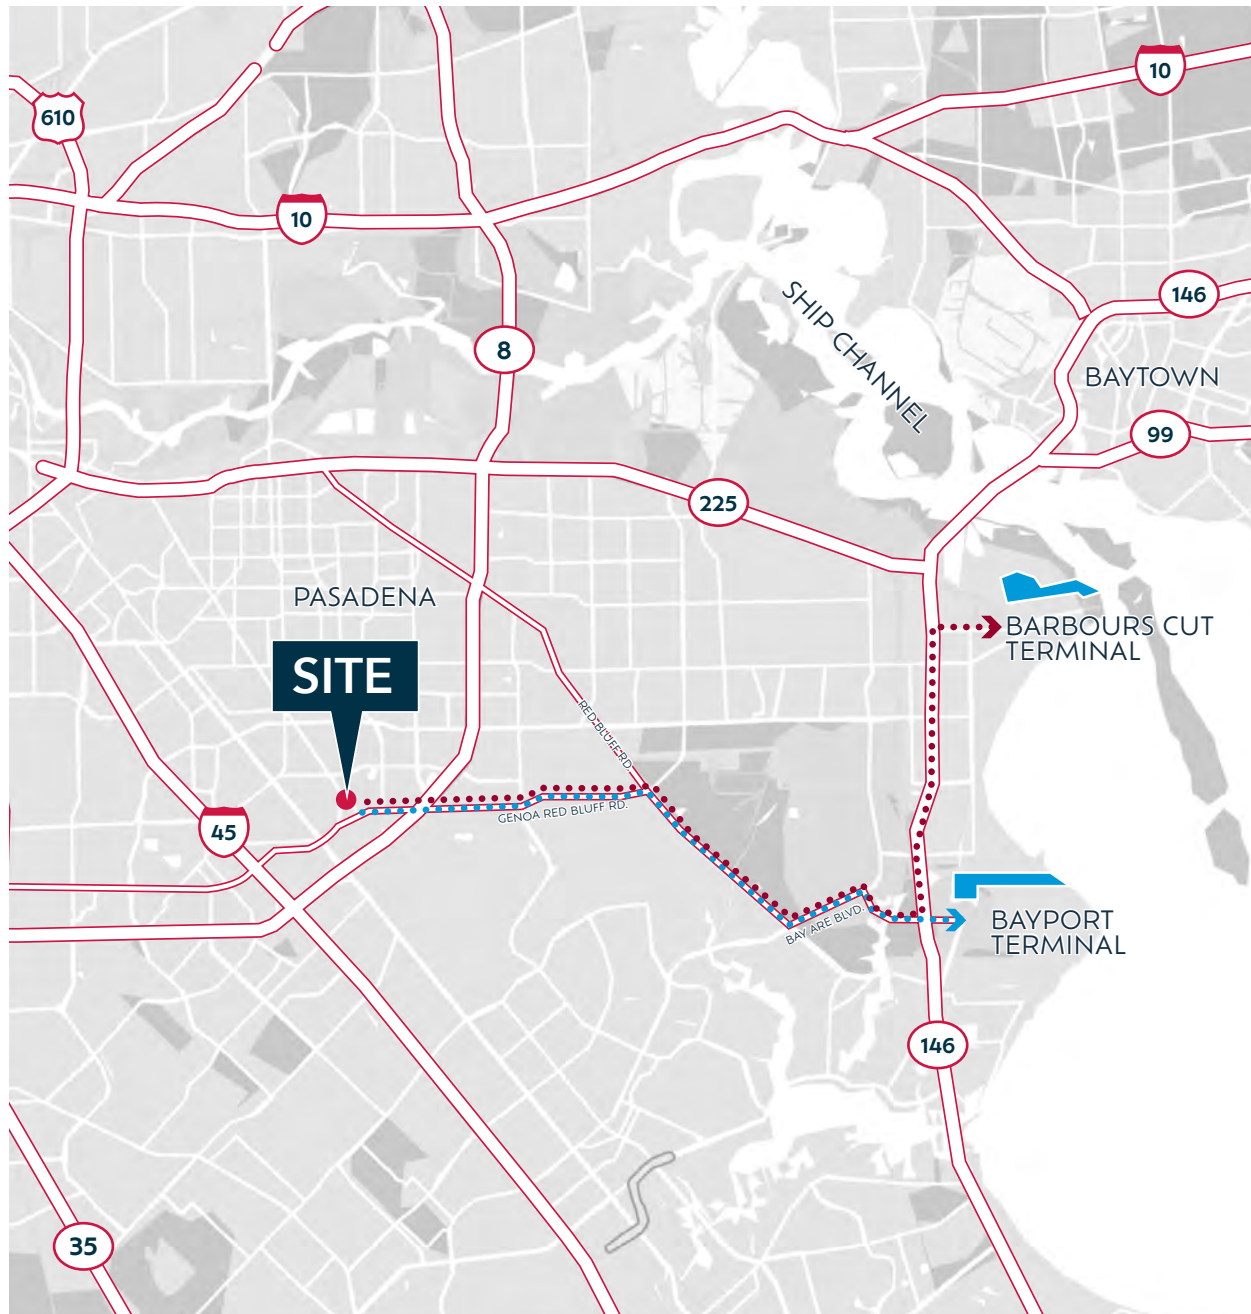 10
610
10
146
SHIP CHANNEL
8
BAYTOWN
99
225
PASADENA
BARBOURS CUT
TERMINAL
SITE
RED BLUFF RD.
GENOA RED BLUFF RD.
45
BAY ARE BLVD.
BAYPORT
TERMINAL
146
35